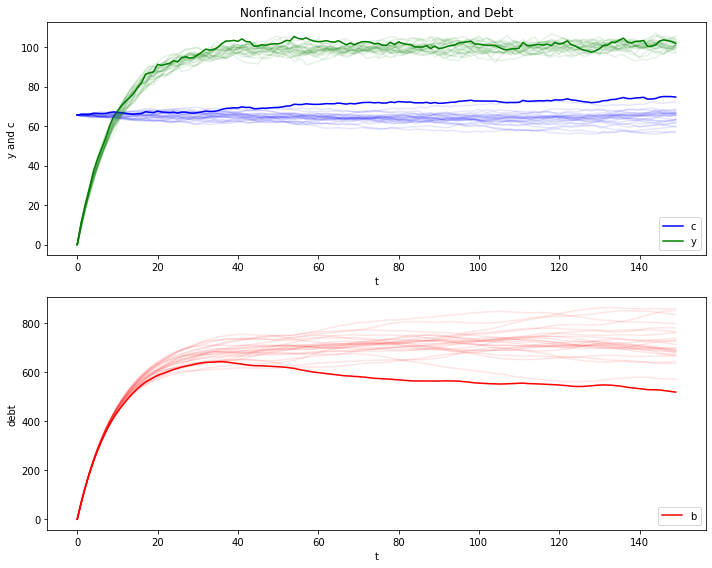 Nonfinancial Income, Consumption, and Debt
100
80
60
40
20
0
y and c
c
y
0 20 40 60 80 100 120 140
t
800
600
400
200
0
debt
b
0 20 40 60 80 100 120 140
t